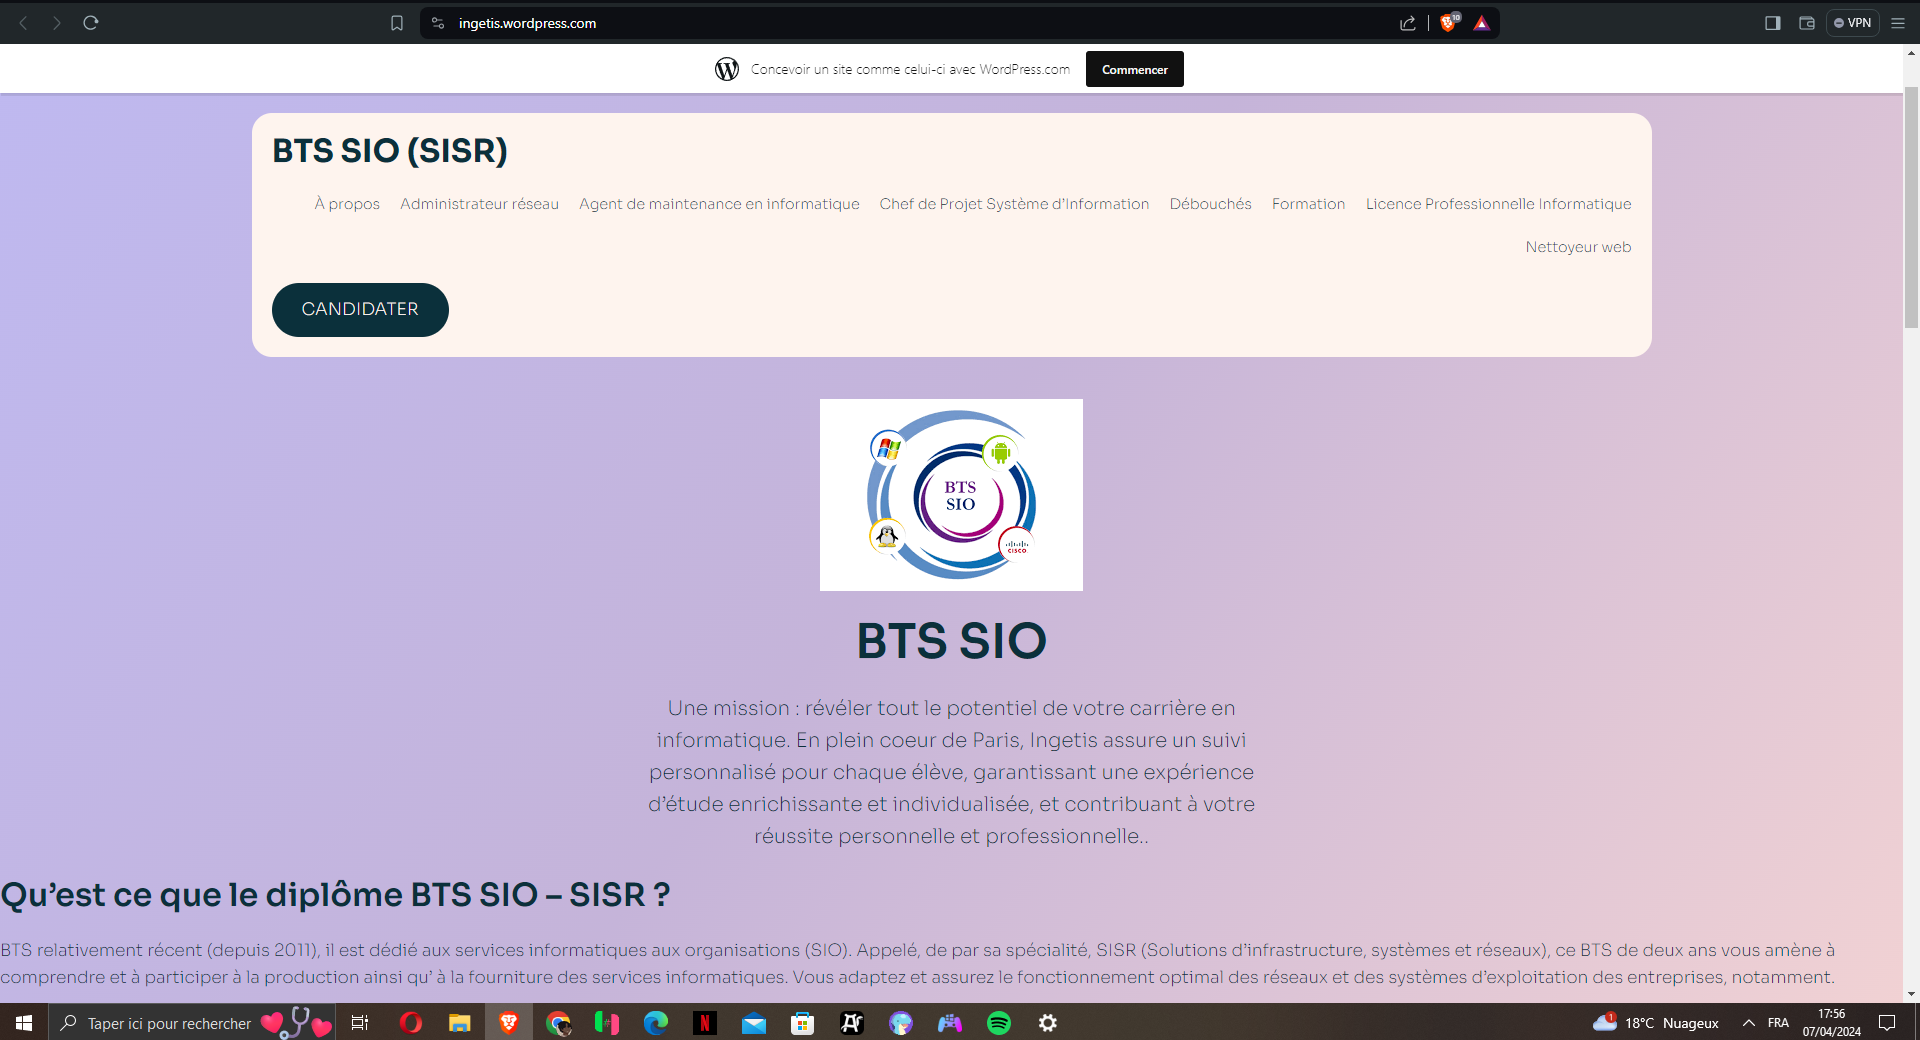 ingetis.wordpress.com
10
VPN
Concevoir un site comme celui-ci avec WordPress.com
Commencer
BTS SIO (SISR)
À propos
Administrateur réseau
Agent de maintenance en informatique
Chef de Projet Système d'Information
Débouchés
Formation
Licence Professionnelle Informatique
Nettoyeur web
CANDIDATER
BTS
SIO
CISCO
BTS SIO
Une mission : révéler tout le potentiel de votre carrière en
informatique. En plein coeur de Paris, Ingetis assure un suivi
personnalisé pour chaque élève, garantissant une expérience
d'étude enrichissante et individualisée, et contribuant à votre
réussite personnelle et professionnelle..
Qu'est ce que le diplôme BTS SIO – SISR ?
BTS relativement récent (depuis 2011), il est dédié aux services informatiques aux organisations (SIO). Appelé, de par sa spécialité, SISR (Solutions d'infrastructure, systèmes et réseaux), ce BTS de deux ans vous amène à
comprendre et à participer à la production ainsi qu' à la fourniture des services informatiques. Vous adaptez et assurez le fonctionnement optimal des réseaux et des systèmes d'exploitation des entreprises, notamment.
Taper ici pour rechercher
1
18°C Nuageux
FRA
17:56
07/04/2024